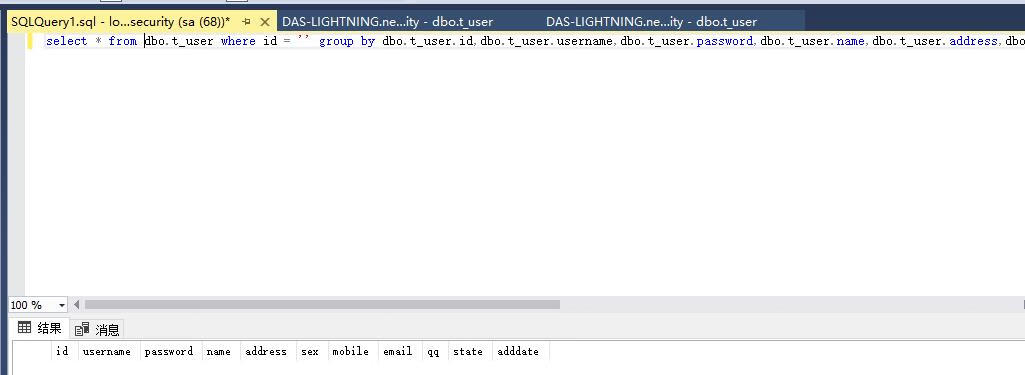 SQLQuery1.sql - lo...security (sa (68))* DAS-LIGHTNING.ne...ity - dbo.t_user DAS-LIGHTNING.ne...ity - dbo.t_user
select * from dbo.t_user where id = '' group by dbo.t_user.id,dbo.t_user.username,dbo.t_user.password,dbo.t_user.name,dbo.t_user.address,dbo
100 %
结果 消息
id username password name address sex mobile email qq state adddate